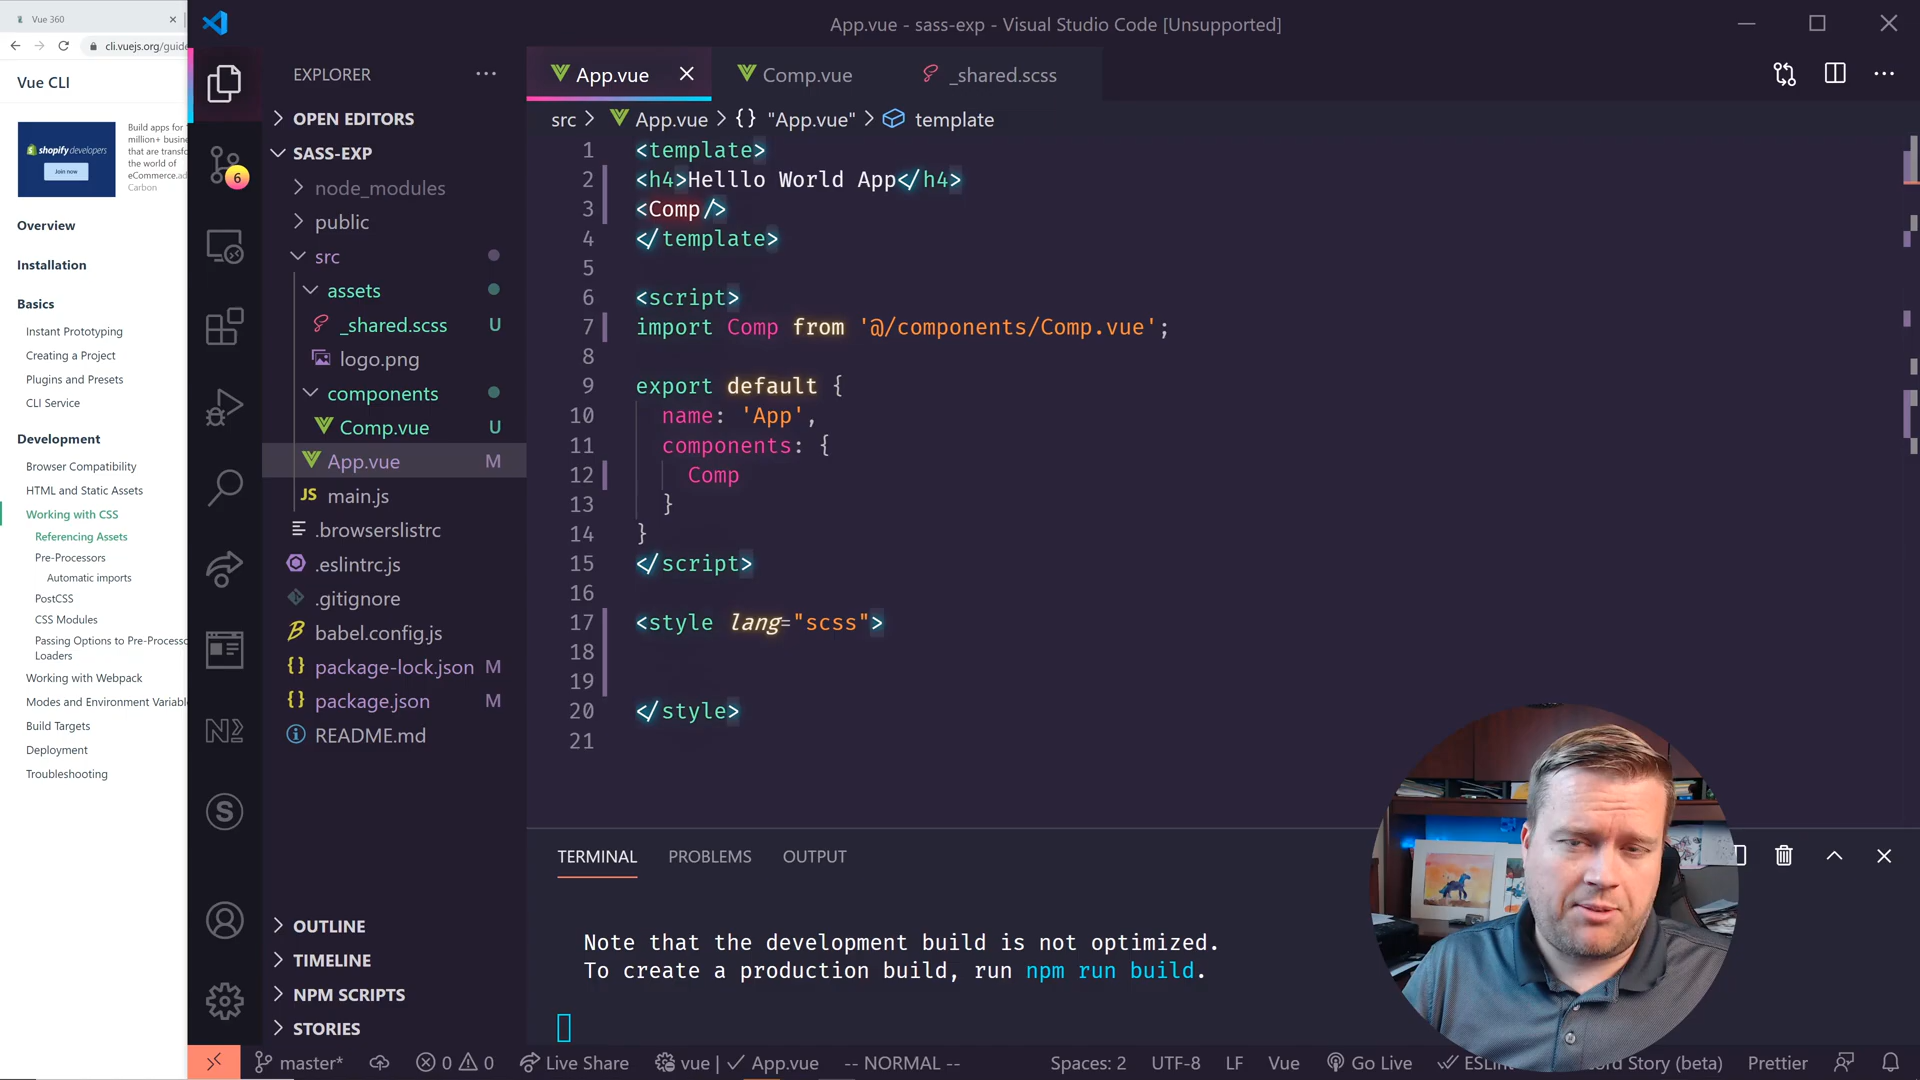 Vue 360
cli.vuejs.org/guide
Vue CLI
shopify developers
Join now
Build apps for
million+ busine
that are transfo
the world of
eCommerce.ad
Carbon
Overview
Installation
Basics
Instant Prototyping
Creating a Project
Plugins and Presets
CLI Service
Development
Browser Compatibility
HTML and Static Assets
Working with CSS
Referencing Assets
Pre-Processors
Automatic imports
PostCSS
CSS Modules
Passing Options to Pre-Processo
Loaders
Working with Webpack
Modes and Environment Variabl
Build Targets
Deployment
Troubleshooting
App.vue - sass-exp - Visual Studio Code [Unsupported]
6
EXPLORER
OPEN EDITORS
SASS-EXP
node_modules
public
src
assets
_shared.scss U
logo.png
components
Comp.vue U
App.vue M
JS main.js
.browserslistrc
.eslintrc.js
.gitignore
babel.config.js
{} package-lock.json M
{} package.json M
README.md
OUTLINE
TIMELINE
NPM SCRIPTS
STORIES
App.vue Comp.vue _shared.scss
src > App.vue > {} "App.vue" > template
1 <template>
2 <h4>Helllo World App</h4>
3 <Comp/>
4 </template>
5
6 <script>
7 import Comp from '@/components/Comp.vue';
8
9 export default {
10 name: 'App',
11 components: {
12 Comp
13 }
14 }
15 </script>
16
17 <style lang="scss">
18
19
20 </style>
21
TERMINAL PROBLEMS OUTPUT
Note that the development build is not optimized.
To create a production build, run npm run build.
master* 0 0 Live Share vue | App.vue -- NORMAL -- Spaces: 2 UTF-8 LF Vue Go Live ESLin ord Story (beta) Prettier